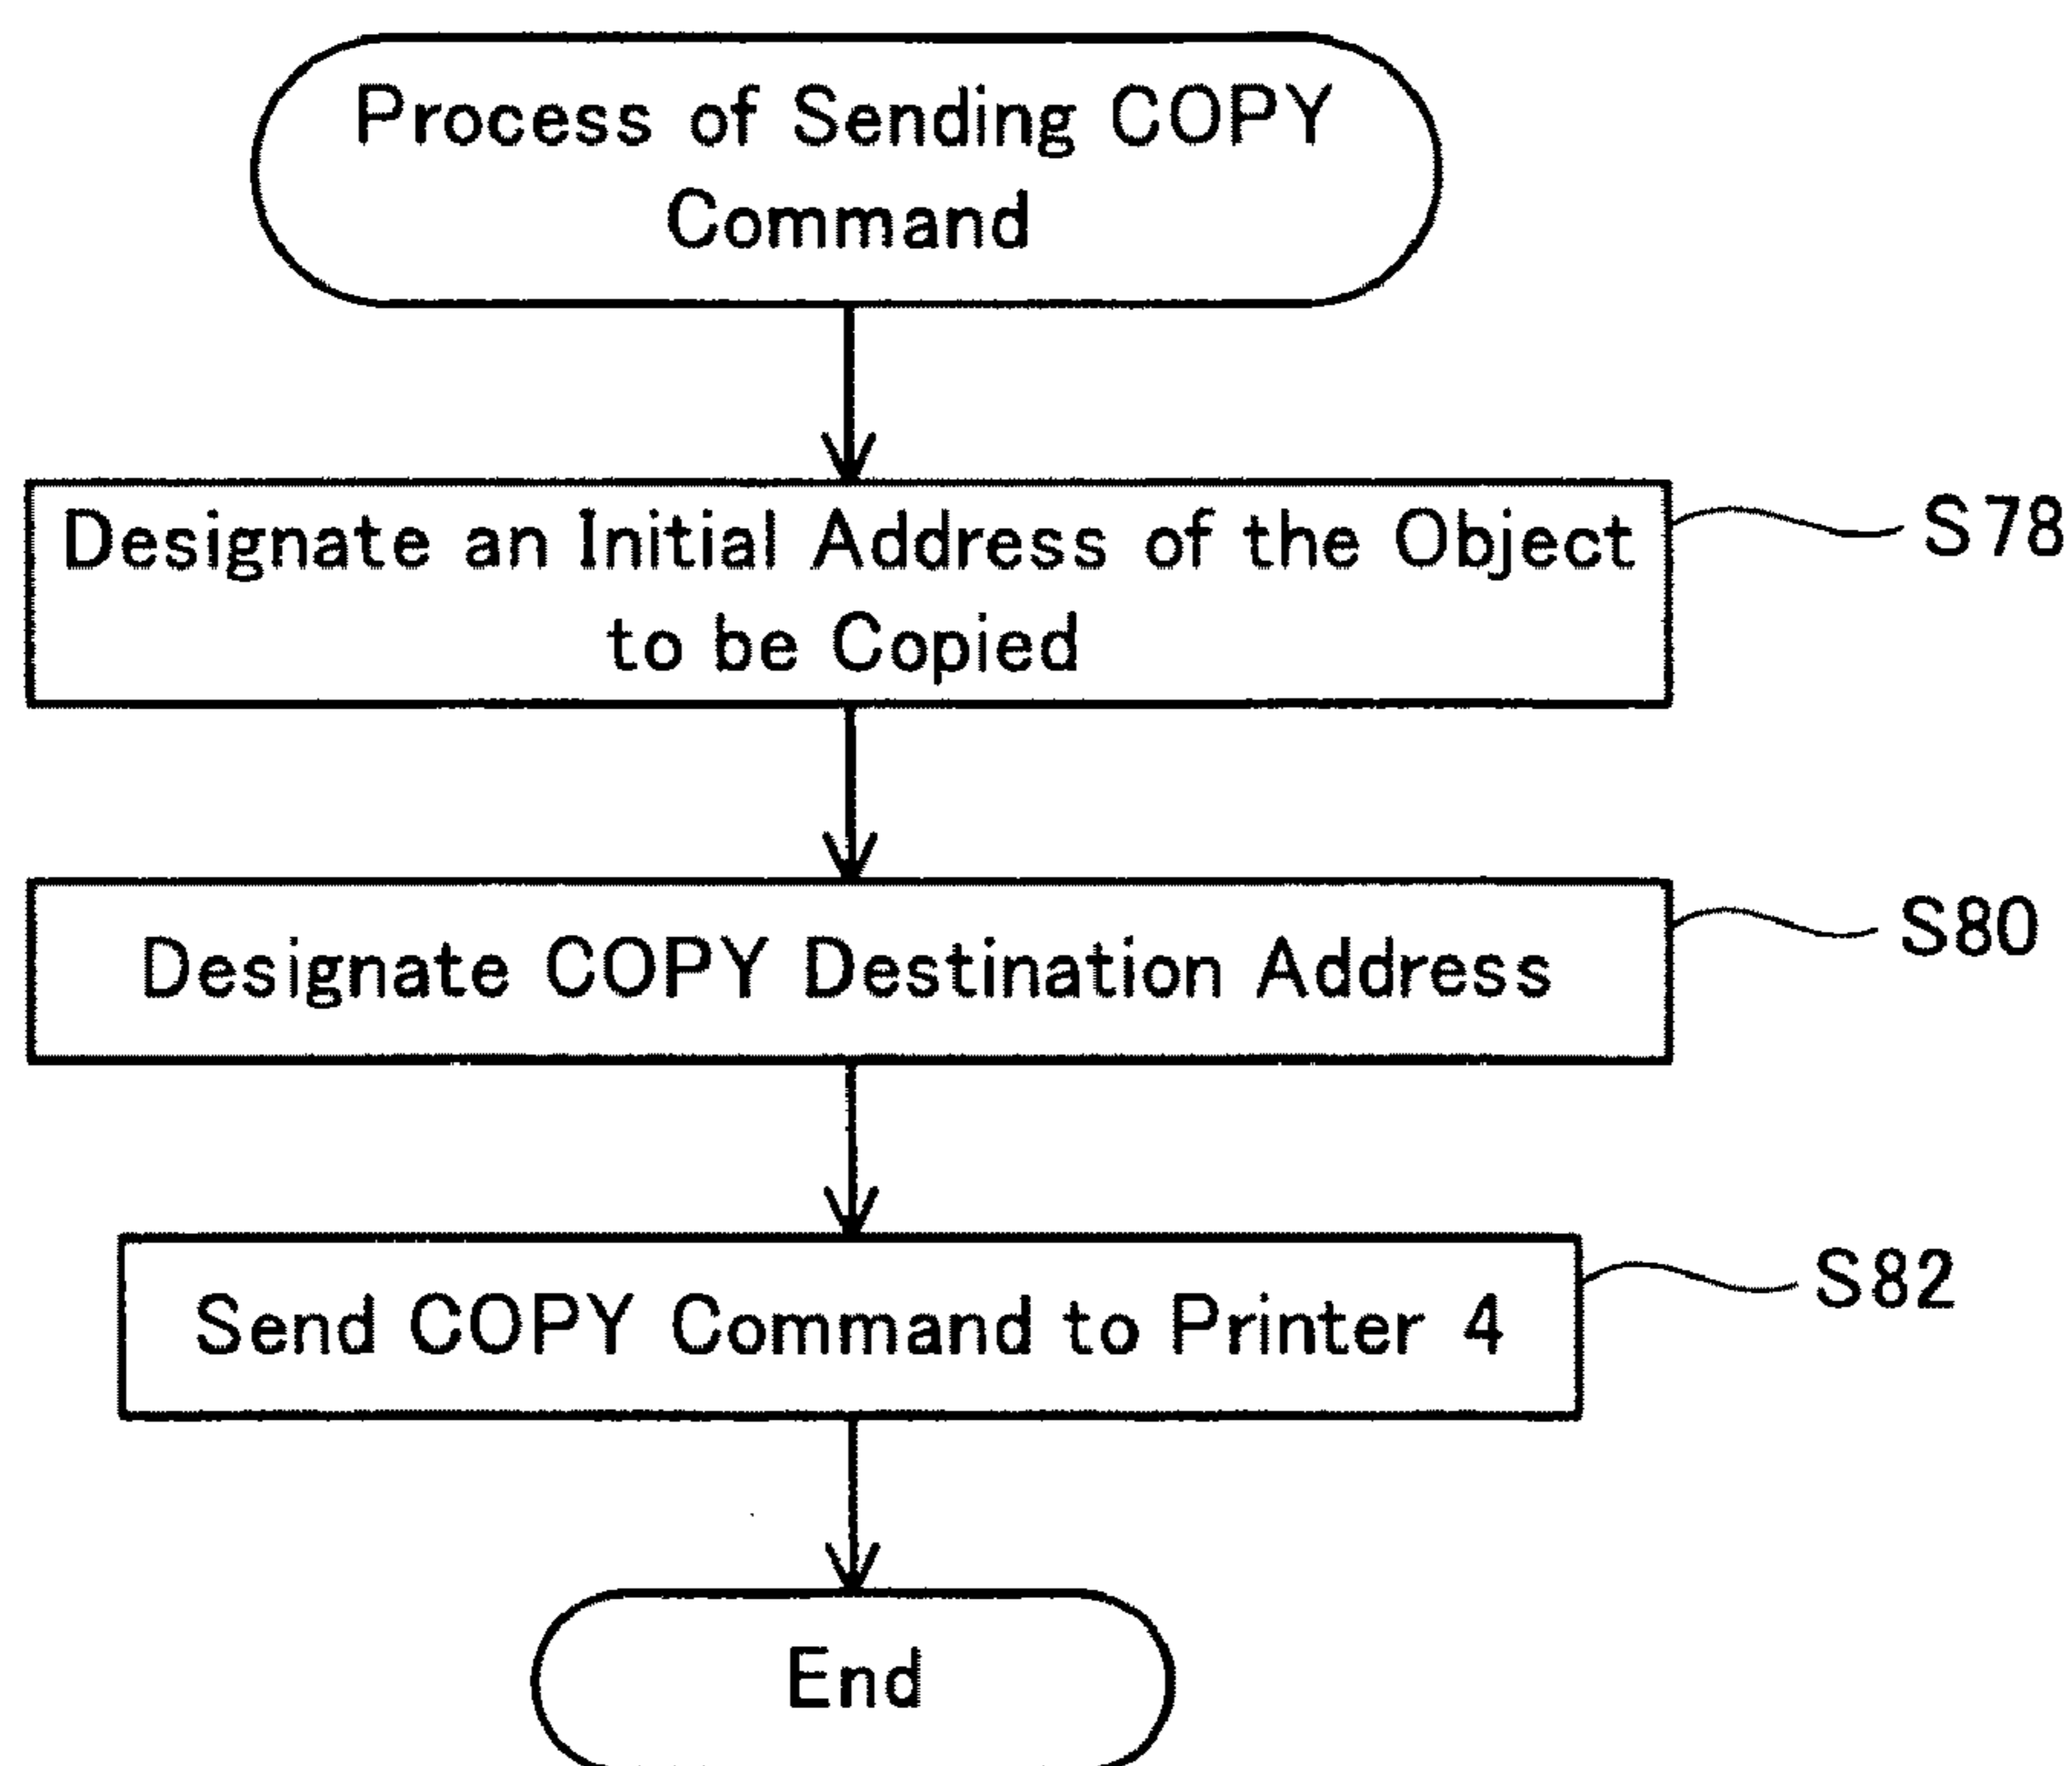 Process of Sending COPY
Command
Designate an Initial Address of the Object
to be Copied
S78
Designate COPY Destination Address
S80
Send COPY Command to Printer 4
S82
End